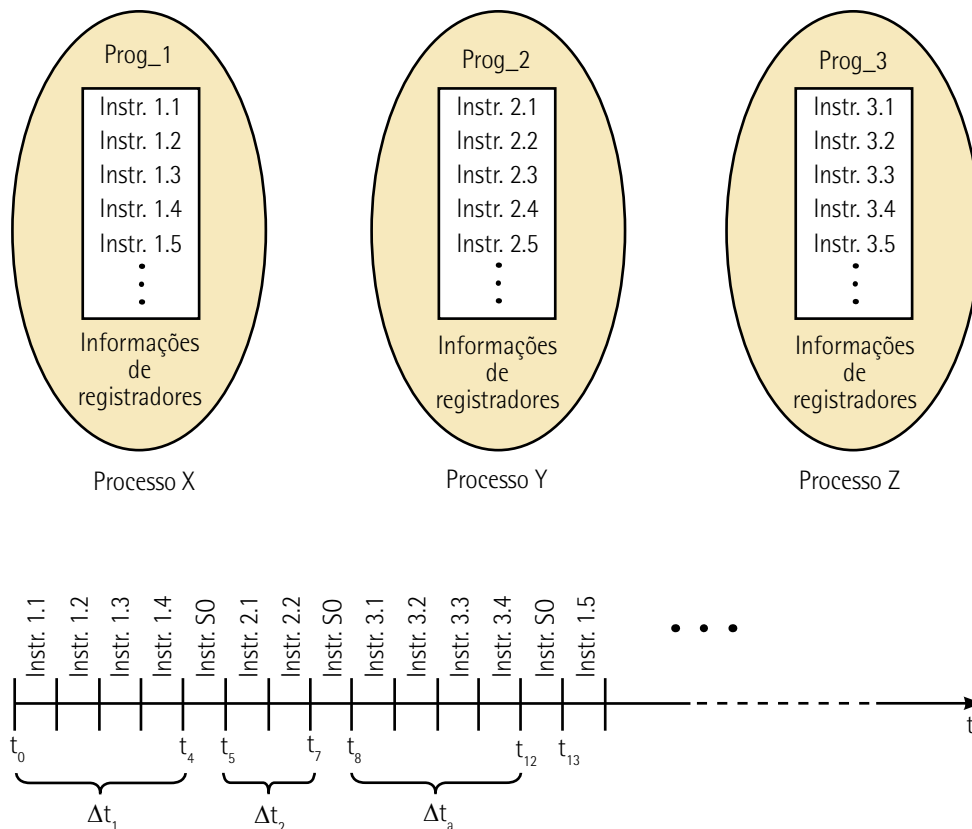 Prog_1
Instr. 1.1
Instr. 1.2
Instr. 1.3
Instr. 1.4
Instr. 1.5
Informações
de
registradores
Processo X
Prog_2
Instr. 2.1
Instr. 2.2
Instr. 2.3
Instr. 2.4
Instr. 2.5
Informações
de
registradores
Processo Y
Prog_3
Instr. 3.1
Instr. 3.2
Instr. 3.3
Instr. 3.4
Instr. 3.5
Informações
de
registradores
Processo Z
Instr. 1.1
Instr. 1.2
Instr. 1.3
Instr. 1.4
Instr. SO
Instr. 2.1
Instr. 2.2
Instr. SO
Instr. 3.1
Instr. 3.2
Instr. 3.3
Instr. 3.4
Instr. SO
Instr. 1.5
t0 t4 t5 t7 t8 t12 t13 t
Δt1 Δt2 Δta